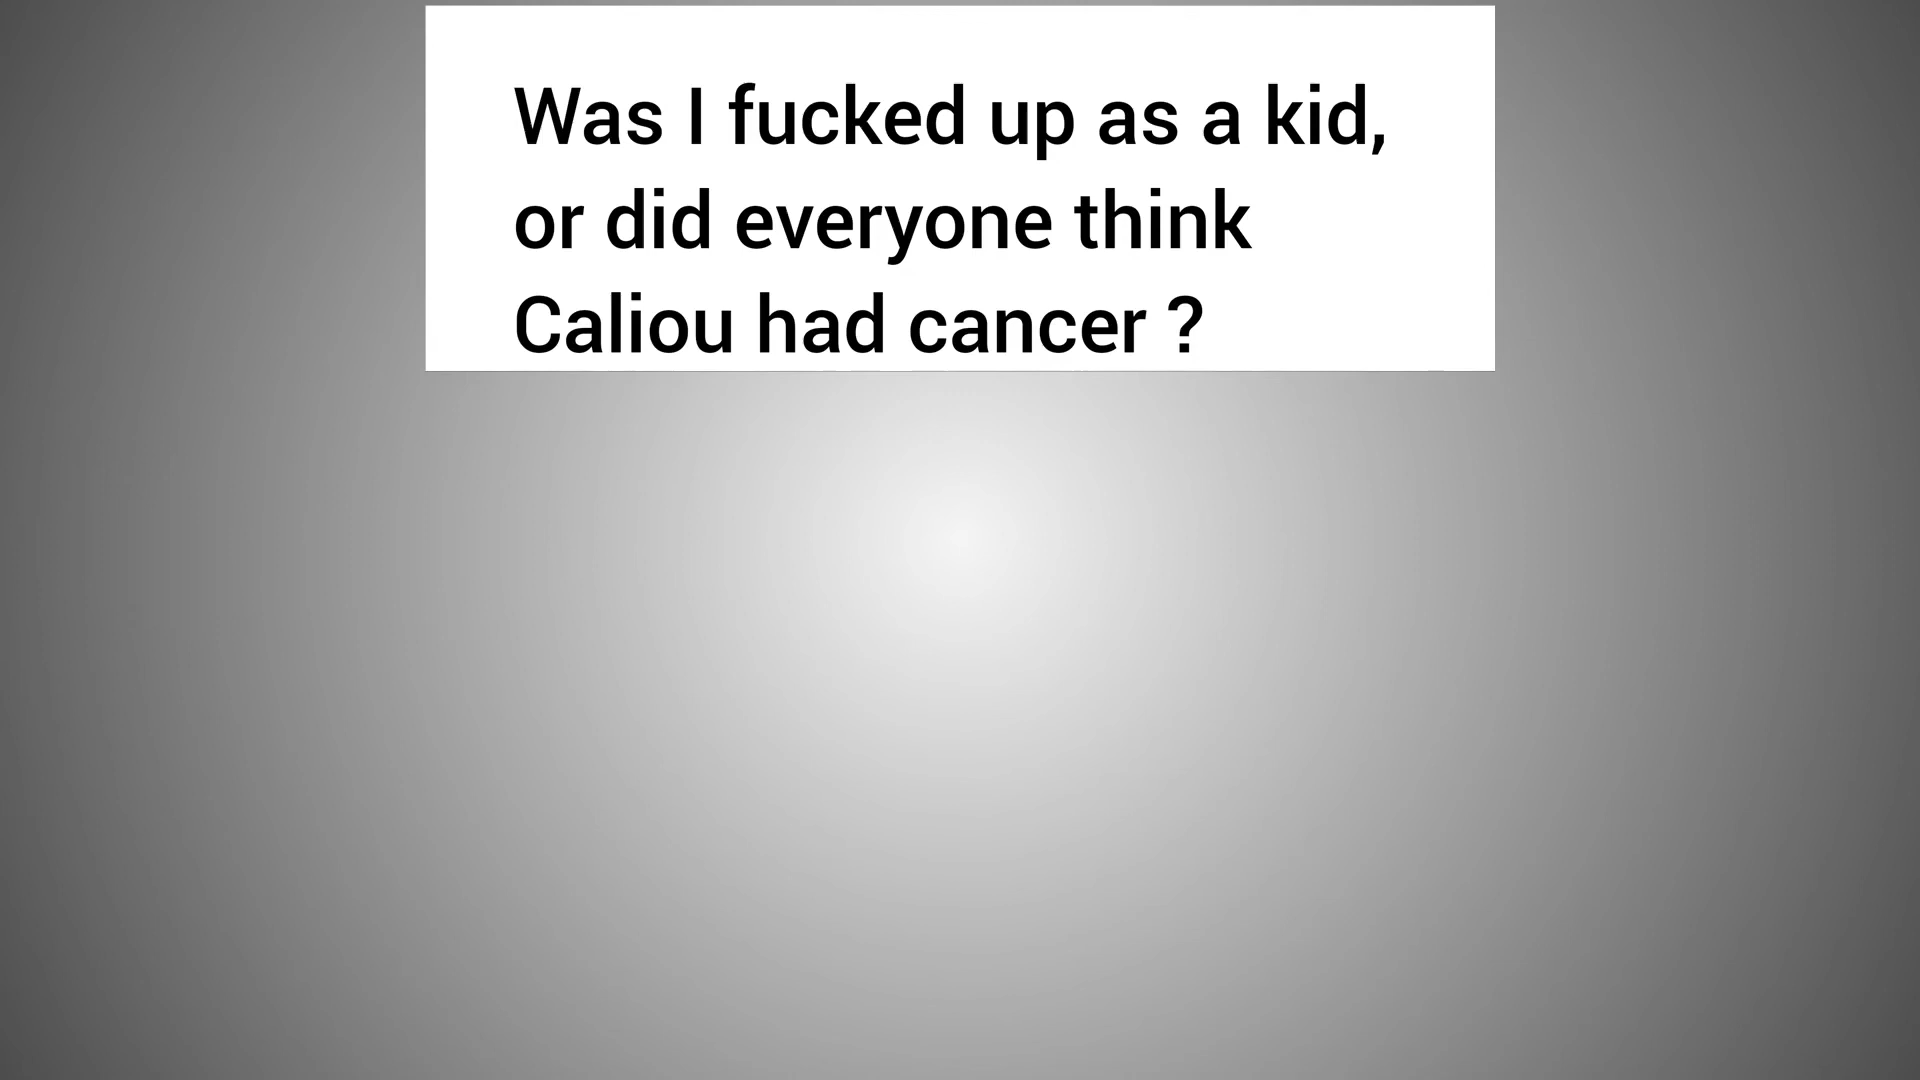 Was I fucked up as a kid,
or did everyone think
Caliou had cancer ?